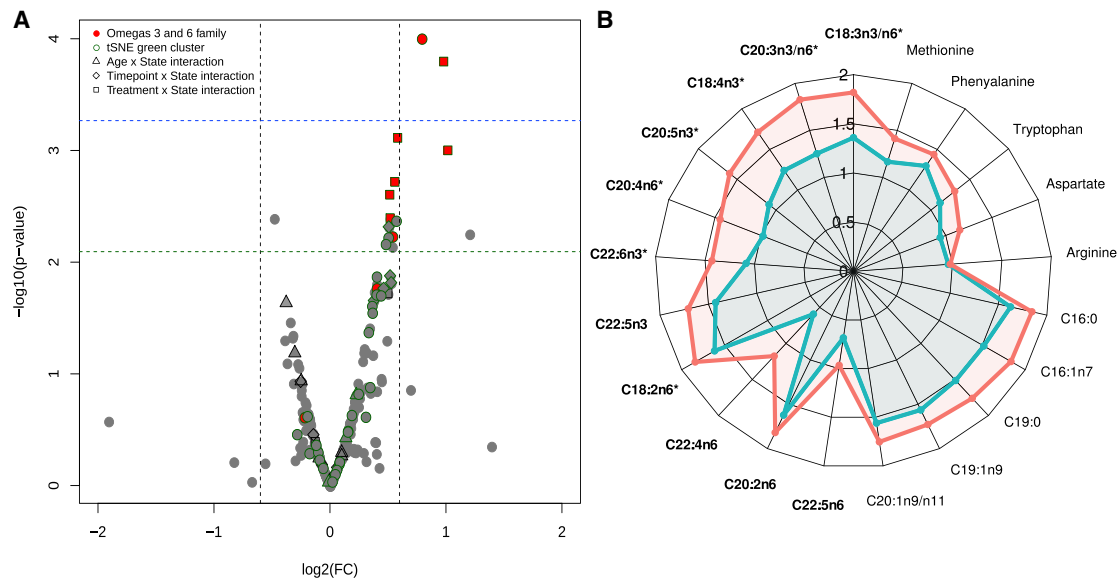 A
Omegas 3 and 6 family
tSNE green cluster
Age x State interaction
Timepoint x State interaction
Treatment x State interaction
−log10(p−value)
4
3
2
1
0
−2
−1
0
1
2
log2(FC)
B
C18:3n3/n6*
Methionine
Phenyalanine
Tryptophan
Aspartate
Arginine
C16:0
C16:1n7
C19:0
C19:1n9
C20:1n9/n11
C22:5n6
C20:2n6
C22:4n6
C18:2n6*
C22:5n3
C22:6n3*
C20:4n6*
C20:5n3*
C18:4n3*
C20:3n3/n6*
2
1.5
1
0.5
0